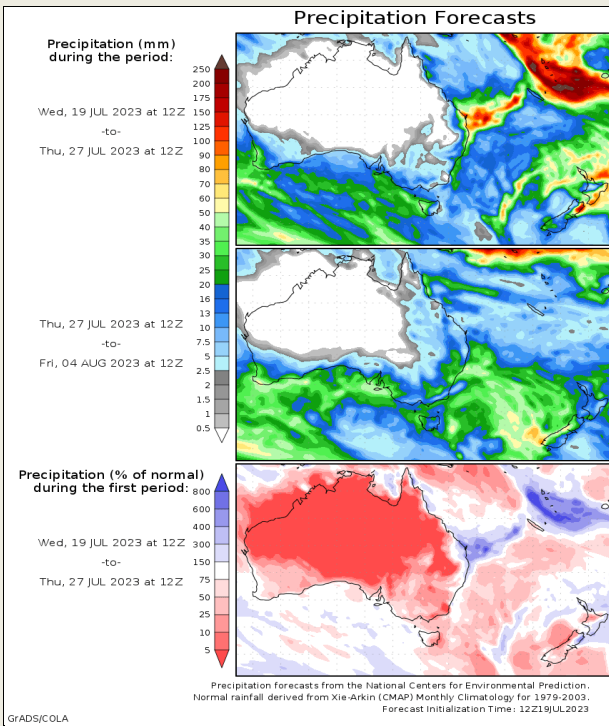 Precipitation Forecasts
Precipitation (mm)
during the period:
Wed, 19 JUL 2023 at 12Z
-to-
Thu, 27 JUL 2023 at 12Z
250
200
175
150
125
100
90
80
70
60
50
40
35
30
25
20
16
13
10
7.5
5
2.5
2
1.5
1
0.5
Thu, 27 JUL 2023 at 12Z
-to-
Fri, 04 AUG 2023 at 12Z
Precipitation (% of normal)
during the first period:
Wed, 19 JUL 2023 at 12Z
-to-
Thu, 27 JUL 2023 at 12Z
800
600
400
300
150
75
50
25
10
5
Precipitation forecasts from the National Centers for Environmental Prediction.
Normal rainfall derived from Xie-Arkin (CMAP) Monthly Climatology for 1979-2003.
Forecast Initialization Time: 12Z19JUL2023
GrADS/COLA